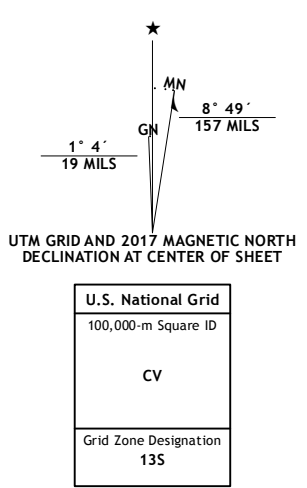 ★
MN
8° 49´
157 MILS
GN
1° 4´
19 MILS
UTM GRID AND 2017 MAGNETIC NORTH
DECLINATION AT CENTER OF SHEET
U.S. National Grid
100,000-m Square ID
CV
Grid Zone Designation
13S